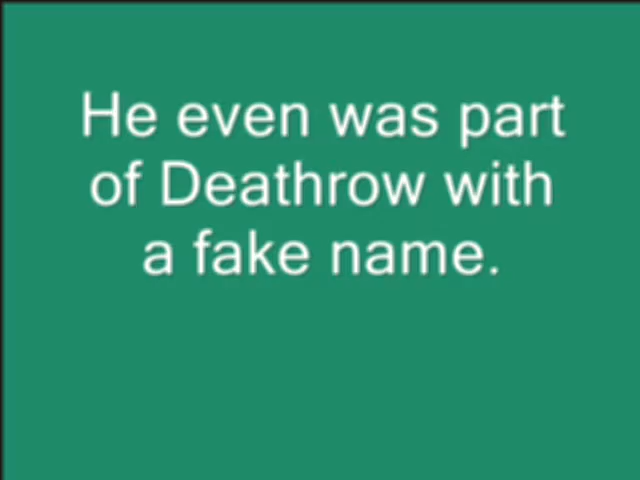 He even was part
of Deathrow with
a fake name.